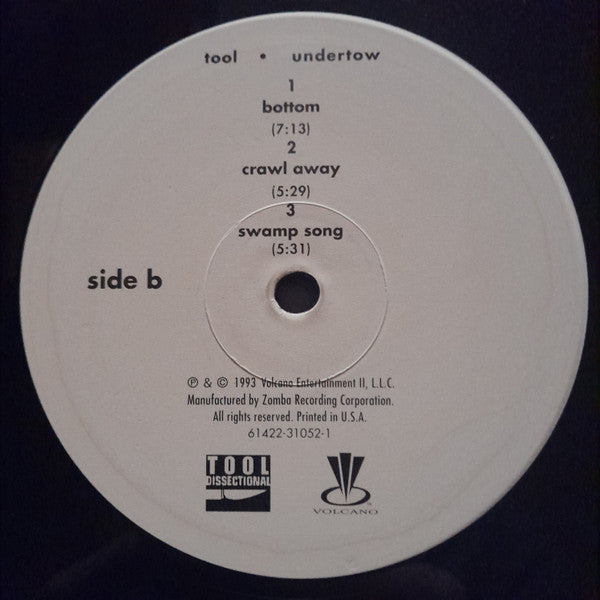 tool • undertow
1
bottom
(7:13)
2
crawl away
(5:29)
3
swamp song
(5:31)
side b
℗ & © 1993 Volcano Entertainment II, L.L.C.
Manufactured by Zomba Recording Corporation.
All rights reserved. Printed in U.S.A.
61422-31052-1
TOOL
DISSECTIONAL
VOLCANO